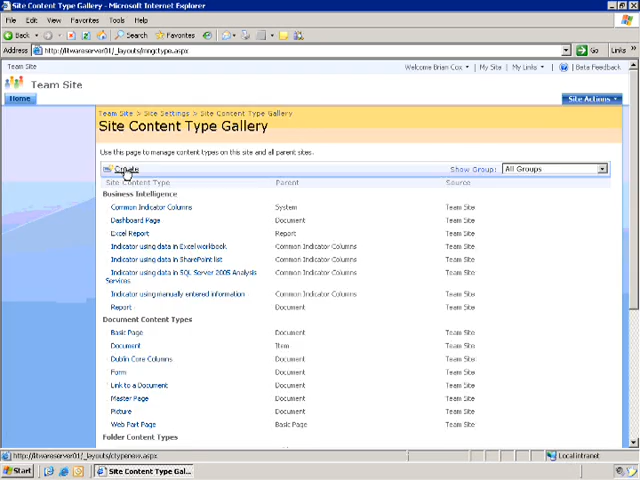 Site Content Type Gallery - Microsoft Internet Explorer
File Edit View Favorites Tools Help
Back Search Favorites
Address http://litwareserver01/_layouts/mngctype.aspx Go Links »
Team Site Welcome Brian Cox My Site | My Links | Beta Feedback
Team Site
Home Site Actions
Team Site > Site Settings > Site Content Type Gallery
Site Content Type Gallery
Use this page to manage content types on this site and all parent sites.
Create Show Group: All Groups
Site Content Type Parent Source
Business Intelligence
Common Indicator Columns System Team Site
Dashboard Page Document Team Site
Excel Report Report Team Site
Indicator using data in Excel workbook Common Indicator Columns Team Site
Indicator using data in SharePoint list Common Indicator Columns Team Site
Indicator using data in SQL Server 2005 Analysis Services Common Indicator Columns Team Site
Indicator using manually entered information Common Indicator Columns Team Site
Report Document Team Site
Document Content Types
Basic Page Document Team Site
Document Item Team Site
Dublin Core Columns Document Team Site
Form Document Team Site
Link to a Document Document Team Site
Master Page Document Team Site
Picture Document Team Site
Web Part Page Basic Page Team Site
Folder Content Types
http://litwareserver01/_layouts/ctypenew.aspx Local intranet
Start Site Content Type Gal...